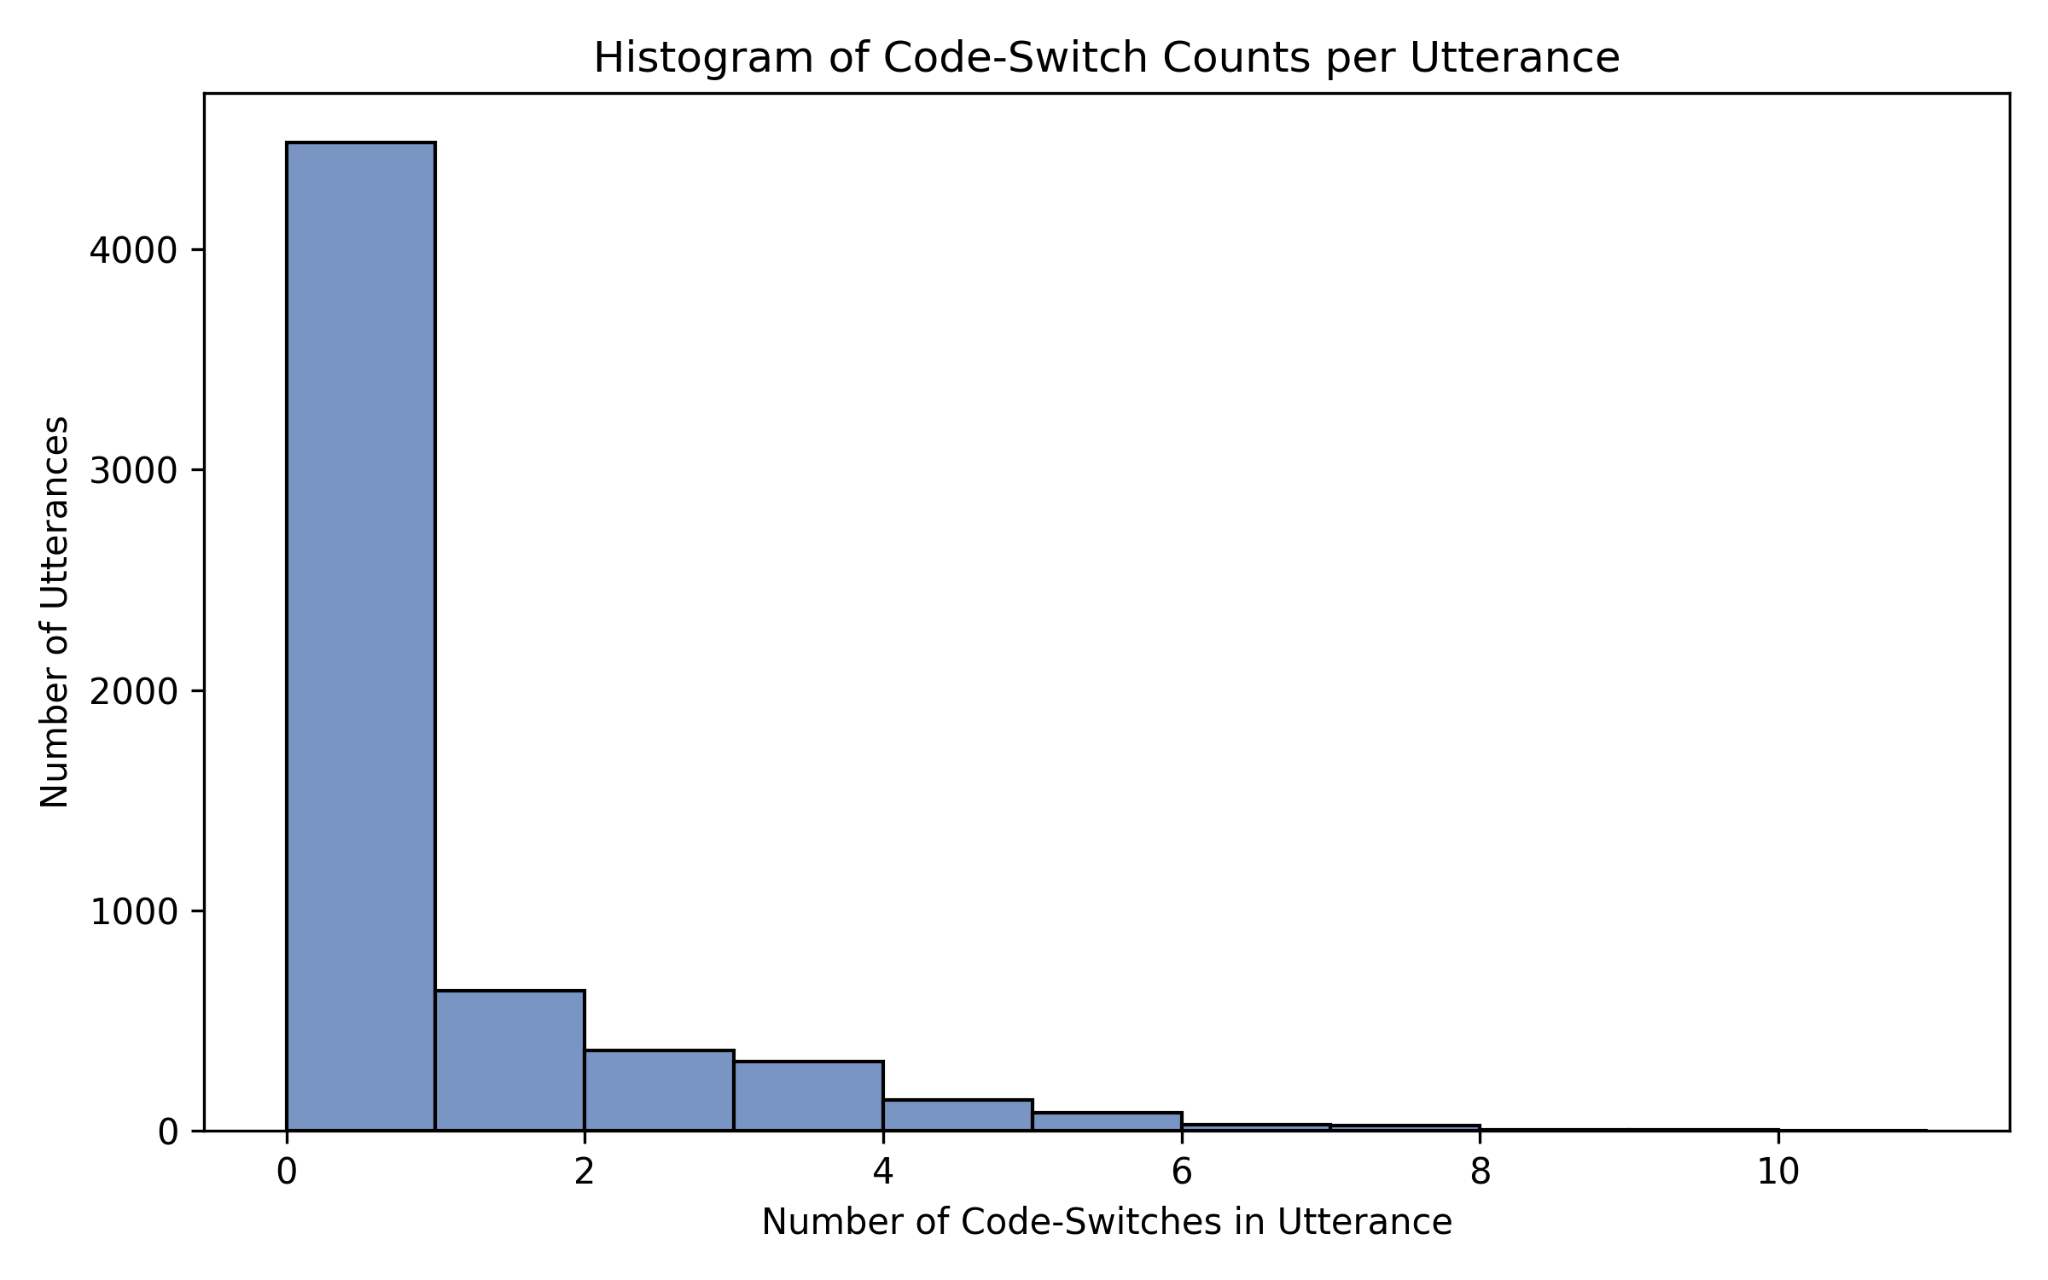 Histogram of Code-Switch Counts per Utterance
Number of Utterances
4000
3000
2000
1000
0
0 2 4 6 8 10
Number of Code-Switches in Utterance